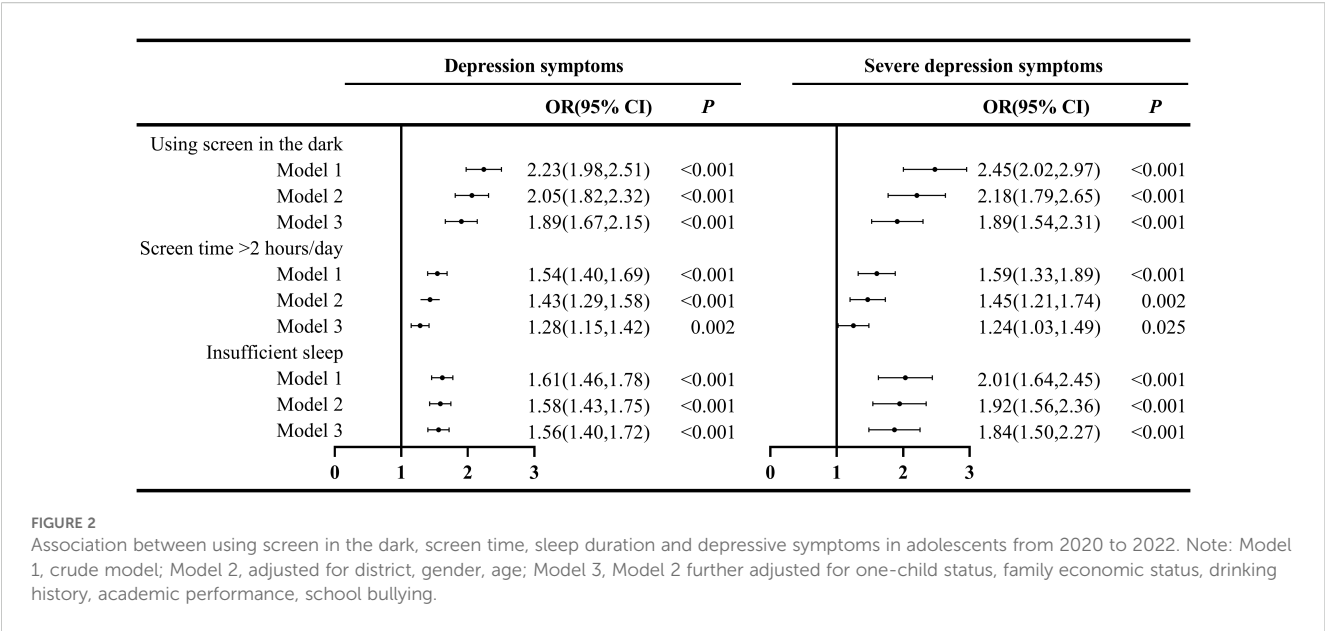 Depression symptoms Severe depression symptoms
OR(95% CI) P OR(95% CI) P
Using screen in the dark
Model 1 2.23(1.98,2.51) <0.001 2.45(2.02,2.97) <0.001
Model 2 2.05(1.82,2.32) <0.001 2.18(1.79,2.65) <0.001
Model 3 1.89(1.67,2.15) <0.001 1.89(1.54,2.31) <0.001
Screen time >2 hours/day
Model 1 1.54(1.40,1.69) <0.001 1.59(1.33,1.89) <0.001
Model 2 1.43(1.29,1.58) <0.001 1.45(1.21,1.74) 0.002
Model 3 1.28(1.15,1.42) 0.002 1.24(1.03,1.49) 0.025
Insufficient sleep
Model 1 1.61(1.46,1.78) <0.001 2.01(1.64,2.45) <0.001
Model 2 1.58(1.43,1.75) <0.001 1.92(1.56,2.36) <0.001
Model 3 1.56(1.40,1.72) <0.001 1.84(1.50,2.27) <0.001
0 1 2 3 0 1 2 3
FIGURE 2
Association between using screen in the dark, screen time, sleep duration and depressive symptoms in adolescents from 2020 to 2022. Note: Model
1, crude model; Model 2, adjusted for district, gender, age; Model 3, Model 2 further adjusted for one-child status, family economic status, drinking
history, academic performance, school bullying.